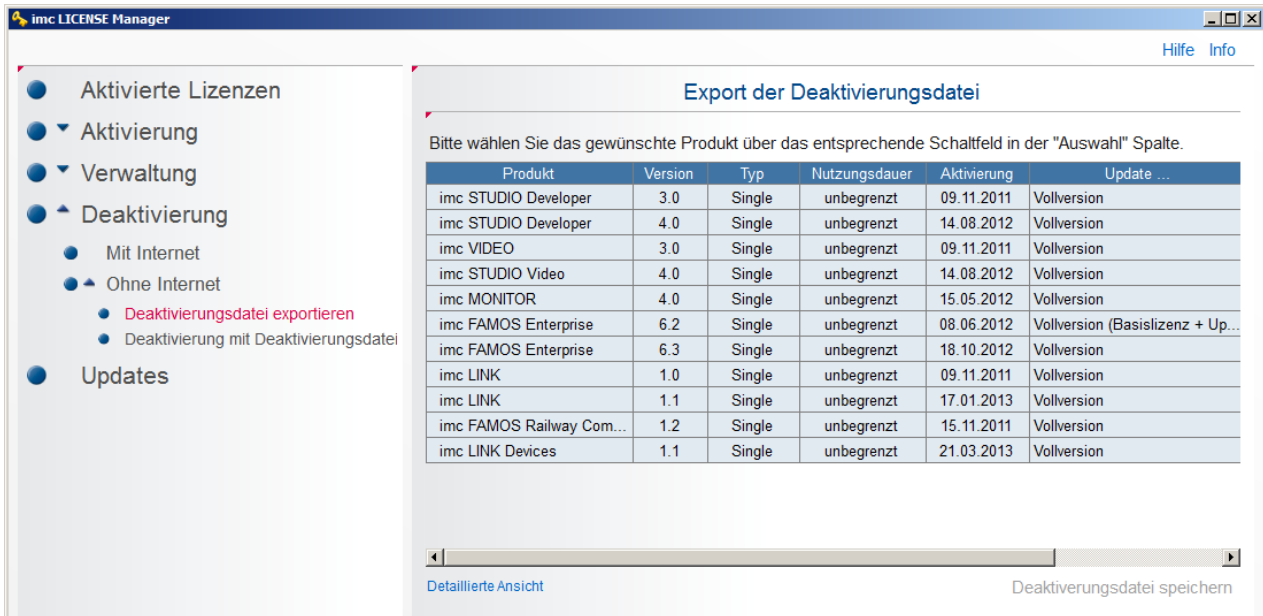 imc LICENSE Manager
Hilfe Info
Aktivierte Lizenzen
Aktivierung
Verwaltung
Deaktivierung
Mit Internet
Ohne Internet
Deaktivierungsdatei exportieren
Deaktivierung mit Deaktivierungsdatei
Updates
Export der Deaktivierungsdatei
Bitte wählen Sie das gewünschte Produkt über das entsprechende Schaltfeld in der "Auswahl" Spalte.
Produkt Version Typ Nutzungsdauer Aktivierung Update ...
imc STUDIO Developer 3.0 Single unbegrenzt 09.11.2011 Vollversion
imc STUDIO Developer 4.0 Single unbegrenzt 14.08.2012 Vollversion
imc VIDEO 3.0 Single unbegrenzt 09.11.2011 Vollversion
imc STUDIO Video 4.0 Single unbegrenzt 14.08.2012 Vollversion
imc MONITOR 4.0 Single unbegrenzt 15.05.2012 Vollversion
imc FAMOS Enterprise 6.2 Single unbegrenzt 08.06.2012 Vollversion (Basislizenz + Up...
imc FAMOS Enterprise 6.3 Single unbegrenzt 18.10.2012 Vollversion
imc LINK 1.0 Single unbegrenzt 09.11.2011 Vollversion
imc LINK 1.1 Single unbegrenzt 17.01.2013 Vollversion
imc FAMOS Railway Com... 1.2 Single unbegrenzt 15.11.2011 Vollversion
imc LINK Devices 1.1 Single unbegrenzt 21.03.2013 Vollversion
Detaillierte Ansicht
Deaktiverungsdatei speichern